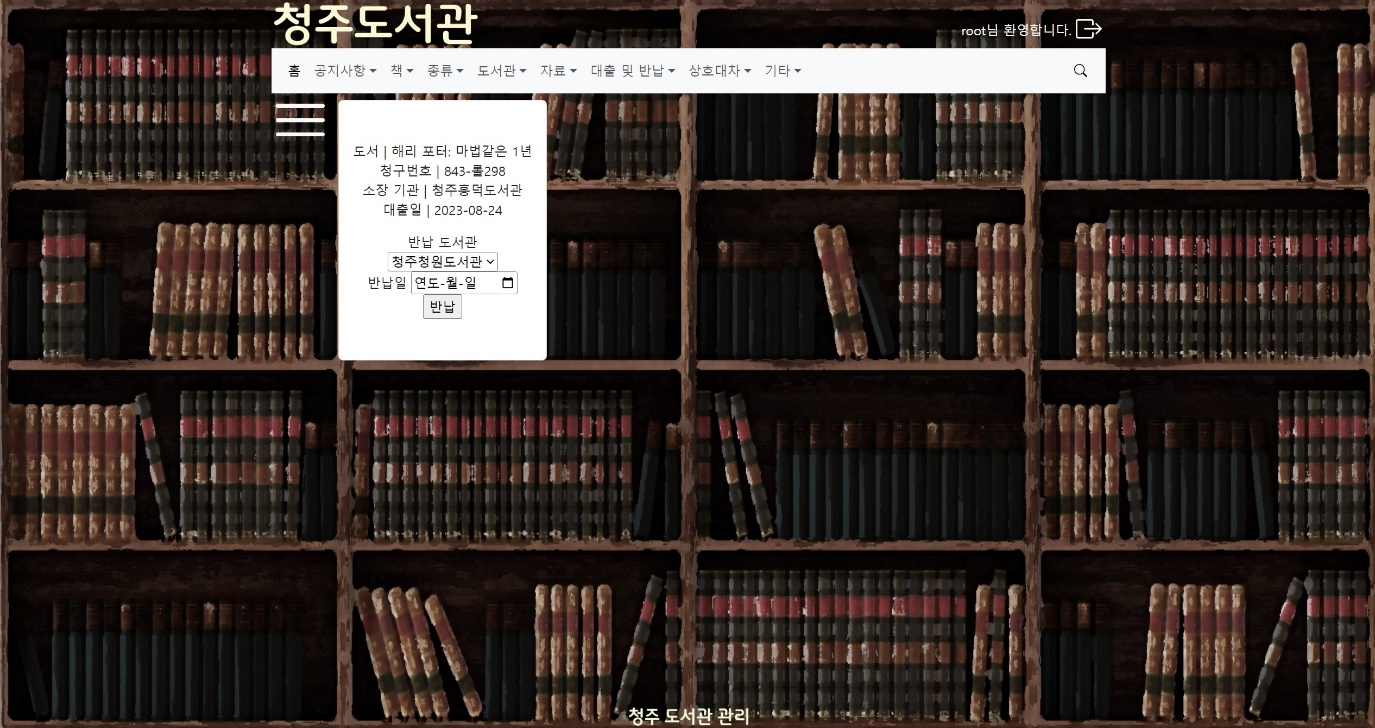 청주도서관
root님 환영합니다.
홈 공지사항 책 종류 도서관 자료 대출 및 반납 상호대차 기타
도서 | 해리 포터: 마법같은 1년
청구번호 | 843-롤298
소장 기관 | 청주흥덕도서관
대출일 | 2023-08-24
반납 도서관
청주청원도서관
반납일 연도-월-일
반납
청주 도서관 관리